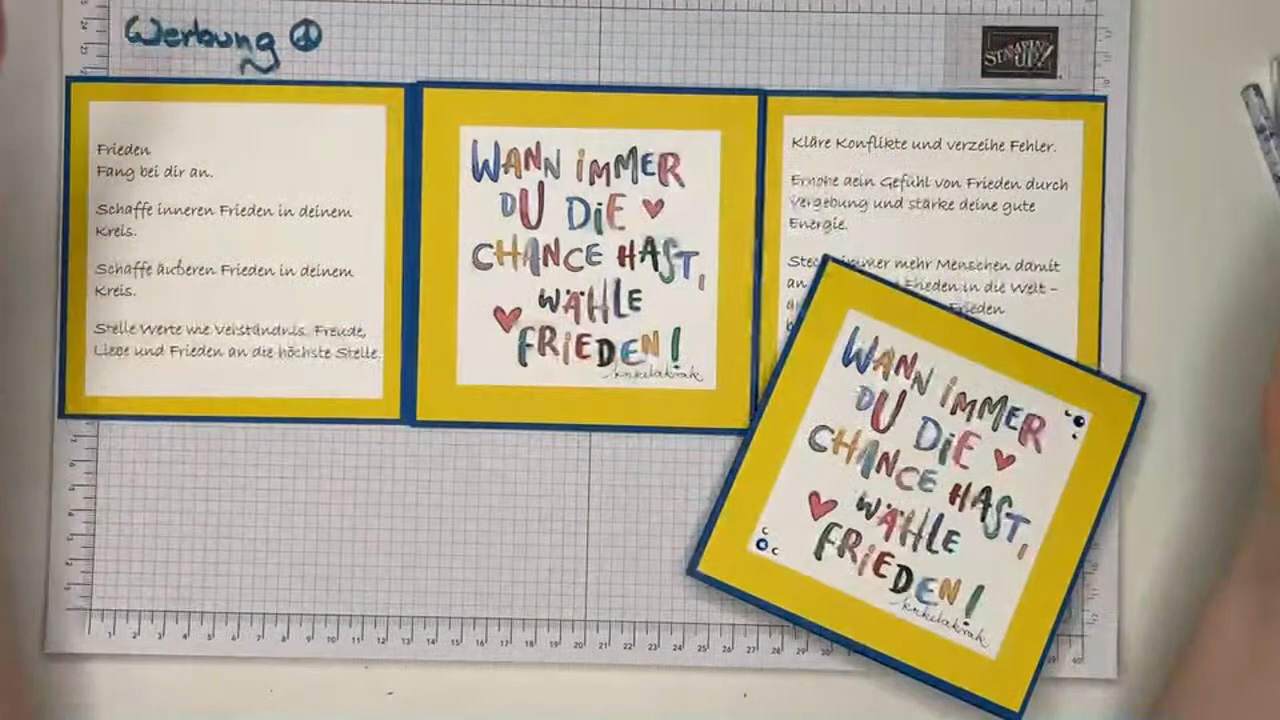 Werbung
STAMPIN' UP!
Frieden
Fang bei dir an.
Schaffe inneren Frieden in deinem
Kreis.
Schaffe äußeren Frieden in deinem
Kreis.
Stelle Werte wie Verständnis, Freude,
Liebe und Frieden an die höchste Stelle.
WANN IMMER
DU DIE
CHANCE HAST,
WÄHLE
FRIEDEN!
Kläre Konflikte und verzeihe Fehler.
Erhöhe dein Gefühl von Frieden durch
Vergebung und stärke deine gute
Energie.
immer mehr Menschen damit
an Frieden in die Welt –
Frieden
WANN IMMER
DU DIE
CHANCE HAST,
WÄHLE
FRIEDEN!